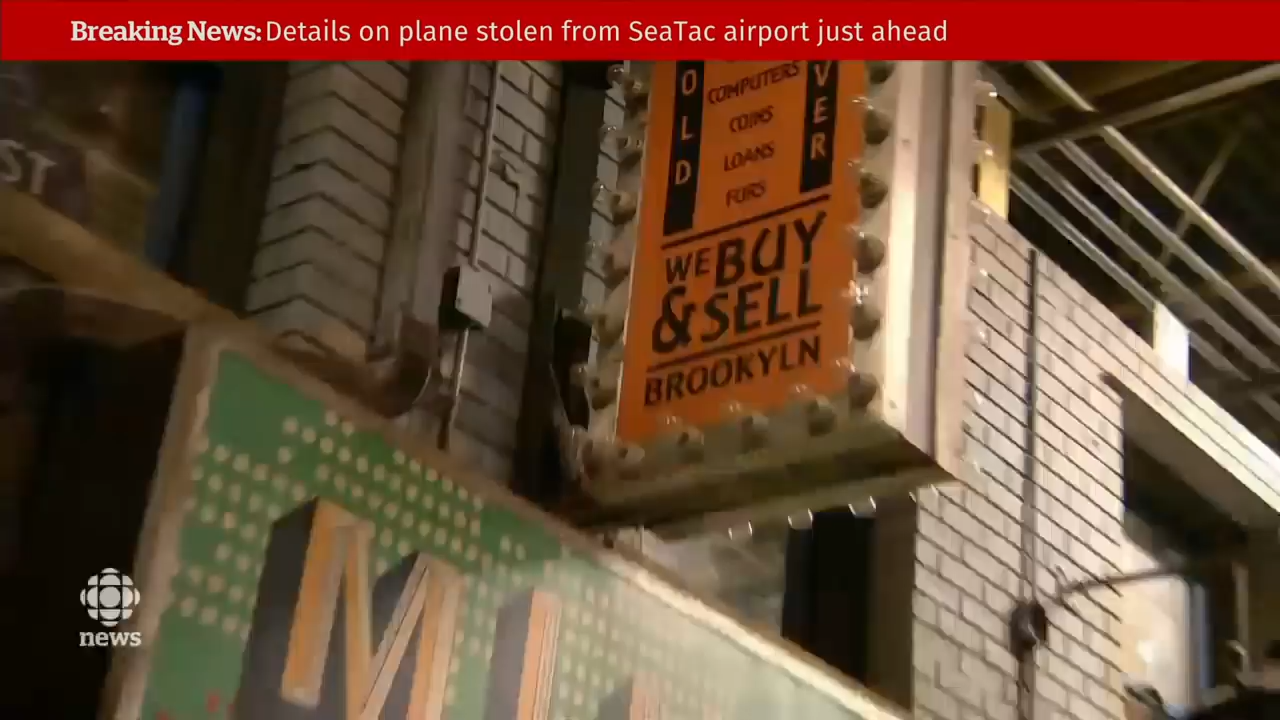 Breaking News: Details on plane stolen from SeaTac airport just ahead
OLD
VER
COMPUTERS
COINS
LOANS
FURS
WE BUY
& SELL
BROOKYLN
ST
M
news